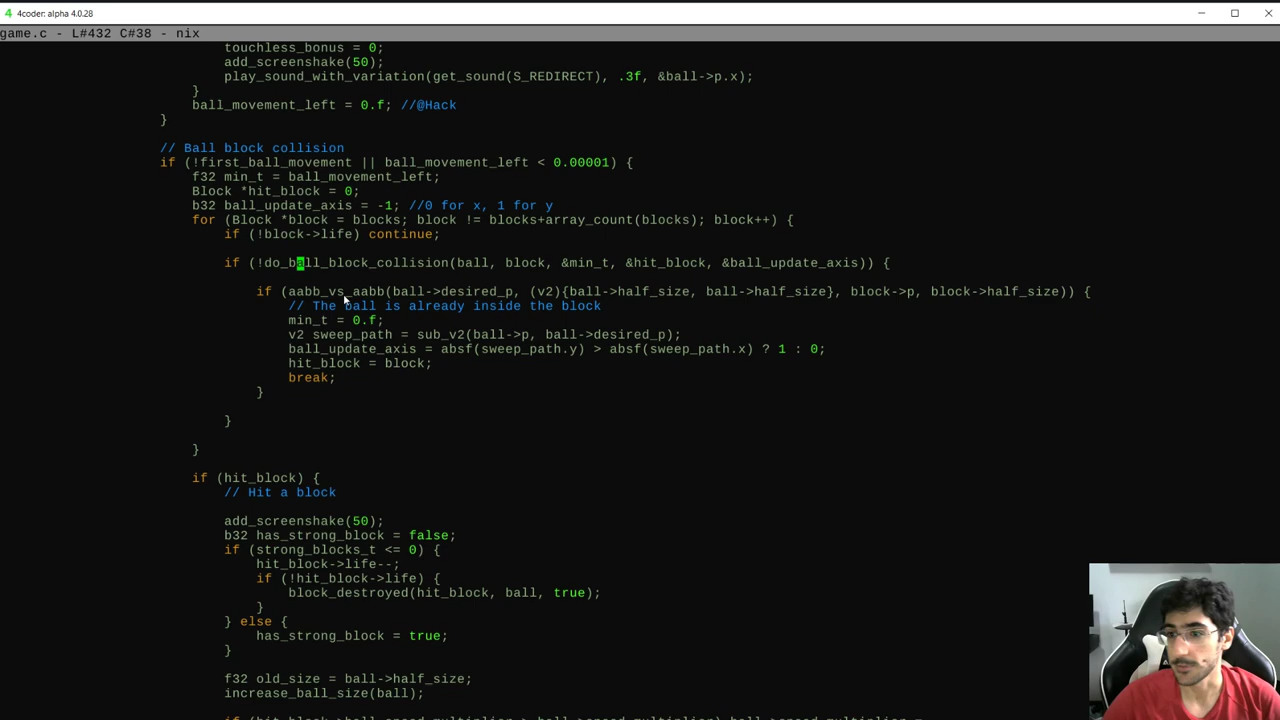 4 4coder: alpha 4.0.28
game.c - L#432 C#38 - nix
touchless_bonus = 0;
add_screenshake(50);
play_sound_with_variation(get_sound(S_REDIRECT), .3f, &ball->p.x);
}
ball_movement_left = 0.f; //@Hack
}
// Ball block collision
if (!first_ball_movement || ball_movement_left < 0.00001) {
f32 min_t = ball_movement_left;
Block *hit_block = 0;
b32 ball_update_axis = -1; //0 for x, 1 for y
for (Block *block = blocks; block != blocks+array_count(blocks); block++) {
if (!block->life) continue;
if (!do_ball_block_collision(ball, block, &min_t, &hit_block, &ball_update_axis)) {
if (aabb_vs_aabb(ball->desired_p, (v2){ball->half_size, ball->half_size}, block->p, block->half_size)) {
// The ball is already inside the block
min_t = 0.f;
v2 sweep_path = sub_v2(ball->p, ball->desired_p);
ball_update_axis = absf(sweep_path.y) > absf(sweep_path.x) ? 1 : 0;
hit_block = block;
break;
}
}
}
if (hit_block) {
// Hit a block
add_screenshake(50);
b32 has_strong_block = false;
if (strong_blocks_t <= 0) {
hit_block->life--;
if (!hit_block->life) {
block_destroyed(hit_block, ball, true);
}
} else {
has_strong_block = true;
}
f32 old_size = ball->half_size;
increase_ball_size(ball);